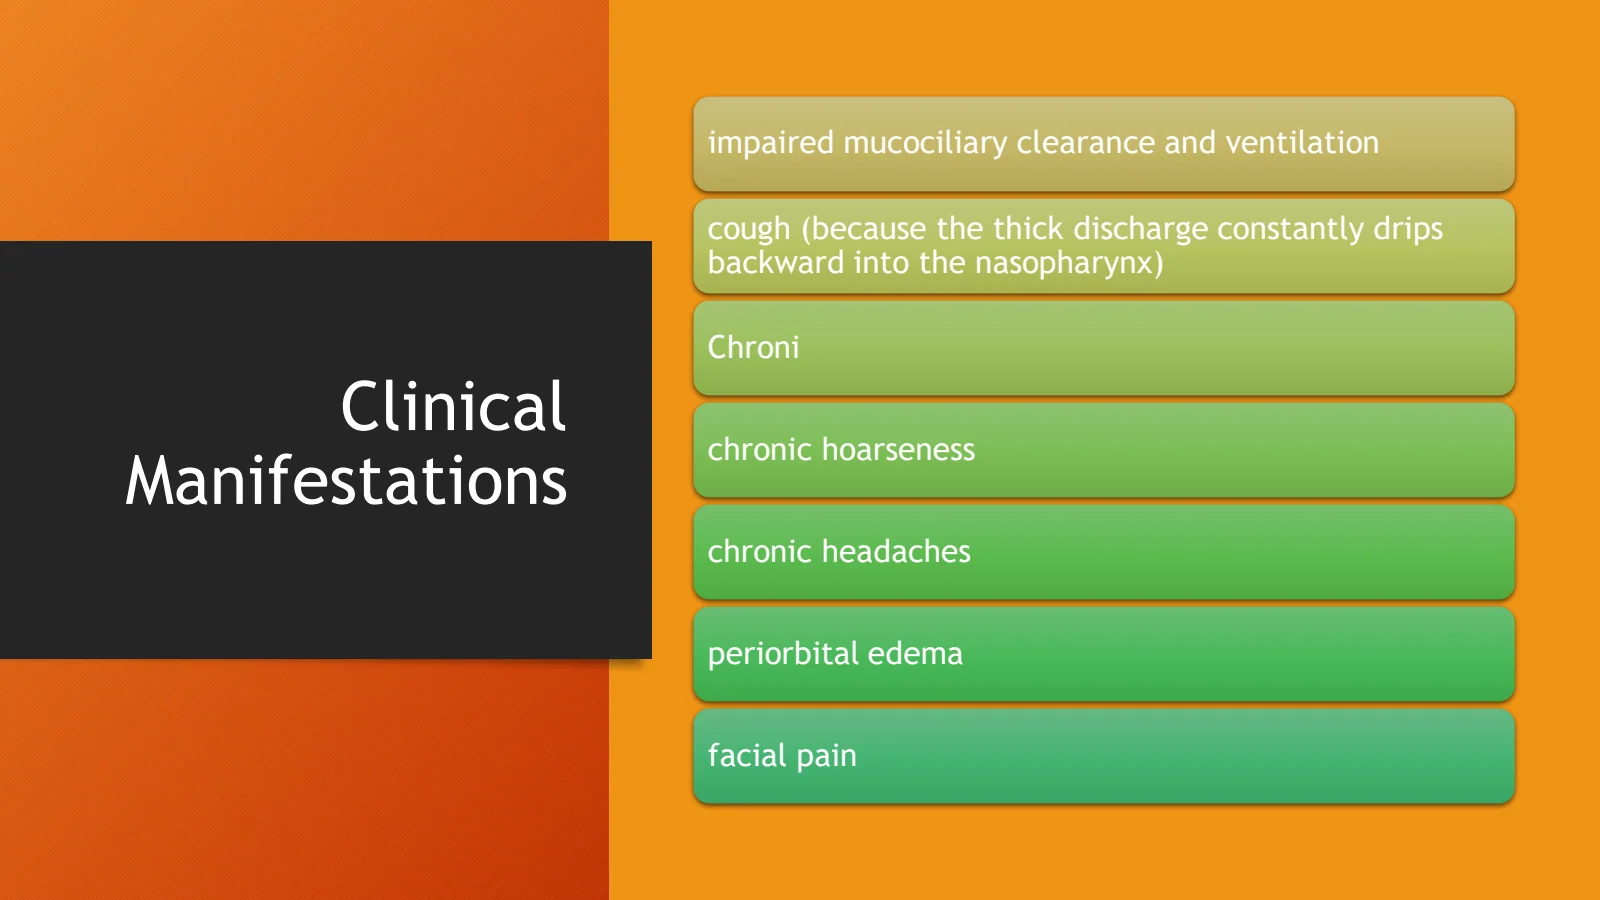 Clinical
Manifestations
impaired mucociliary clearance and ventilation
cough (because the thick discharge constantly drips
backward into the nasopharynx)
Chroni
chronic hoarseness
chronic headaches
periorbital edema
facial pain